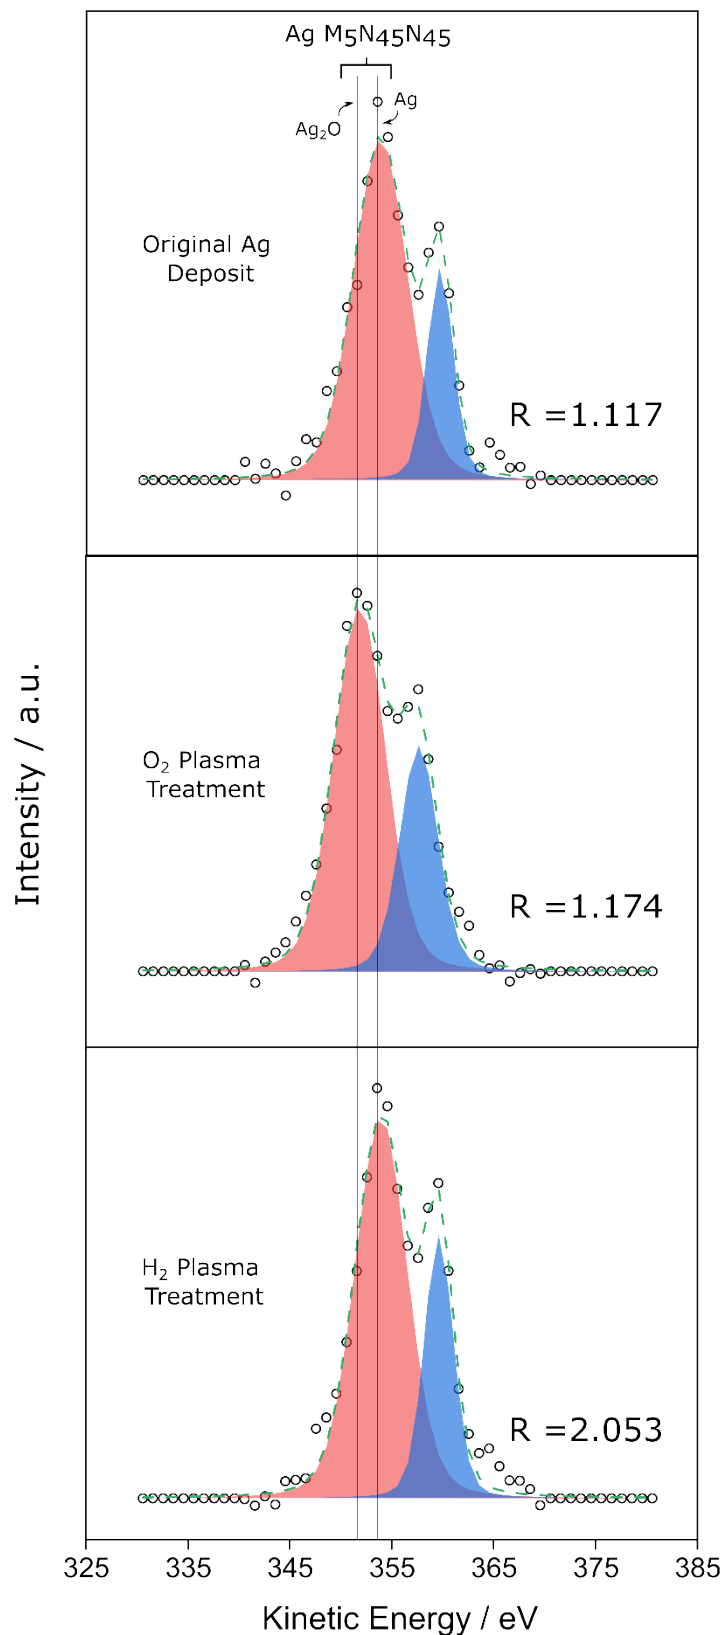 Ag M5N45N45
Ag2O
Ag
Original Ag
Deposit
R =1.117
O2 Plasma
Treatment
R =1.174
H2 Plasma
Treatment
R =2.053
Intensity / a.u.
325 335 345 355 365 375 385
Kinetic Energy / eV